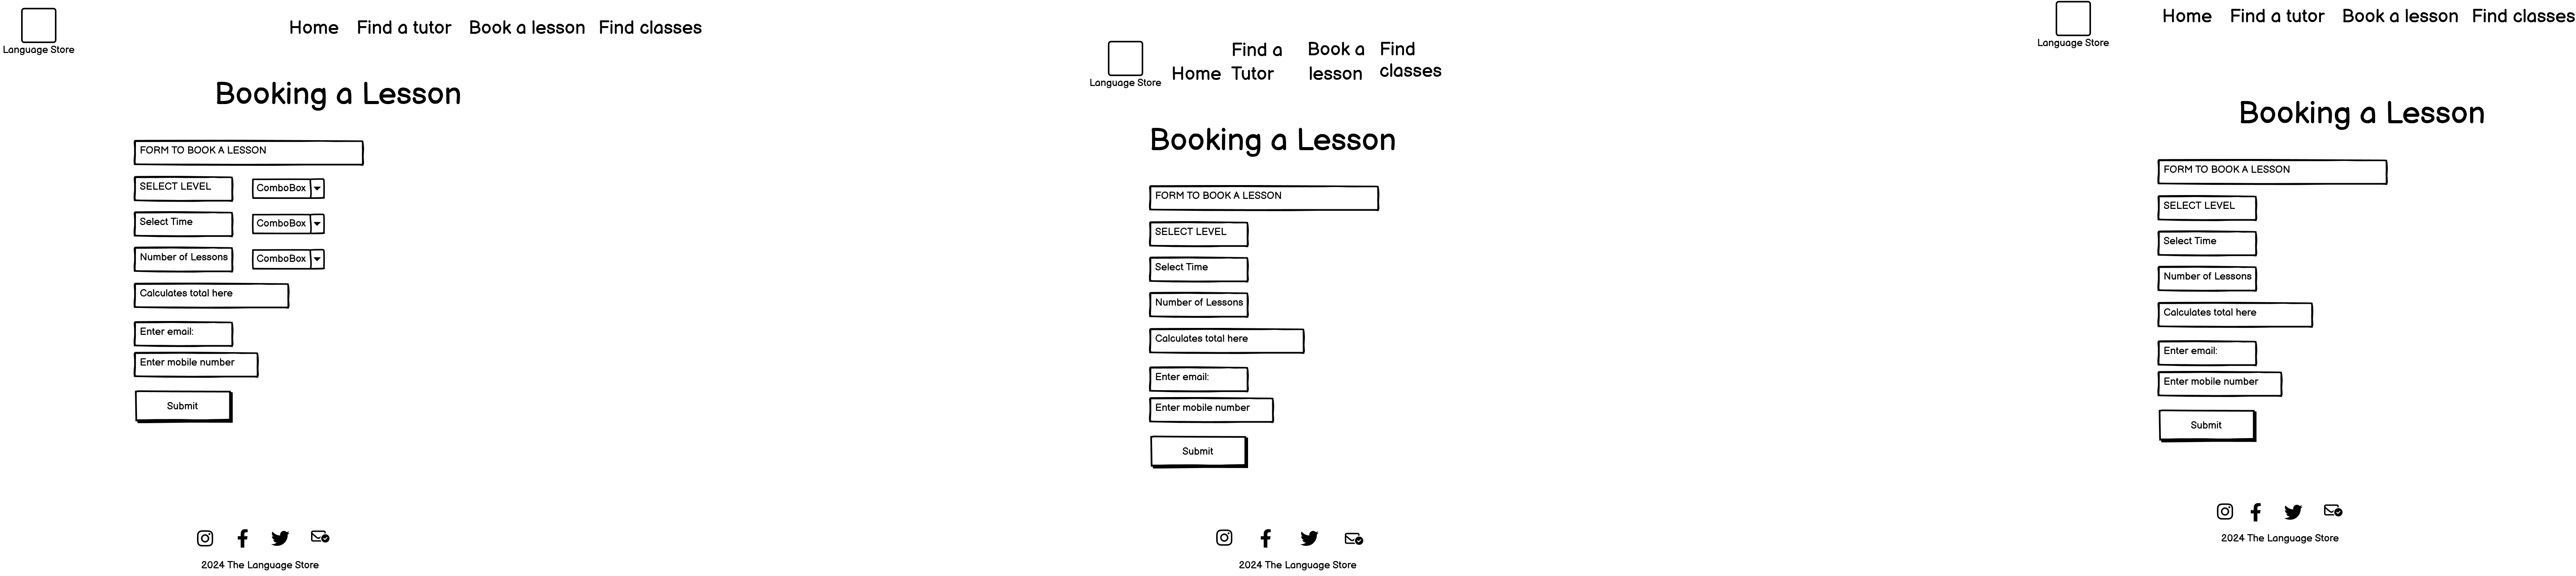 Home Find a tutor Book a lesson Find classes
Language Store
Booking a Lesson
FORM TO BOOK A LESSON
SELECT LEVEL ComboBox
Select Time ComboBox
Number of Lessons ComboBox
Calculates total here
Enter email:
Enter mobile number
Submit
2024 The Language Store
Find a Book a Find
Home Tutor lesson classes
Language Store
Booking a Lesson
FORM TO BOOK A LESSON
SELECT LEVEL
Select Time
Number of Lessons
Calculates total here
Enter email:
Enter mobile number
Submit
2024 The Language Store
Home Find a tutor Book a lesson Find classes
Language Store
Booking a Lesson
FORM TO BOOK A LESSON
SELECT LEVEL
Select Time
Number of Lessons
Calculates total here
Enter email:
Enter mobile number
Submit
2024 The Language Store